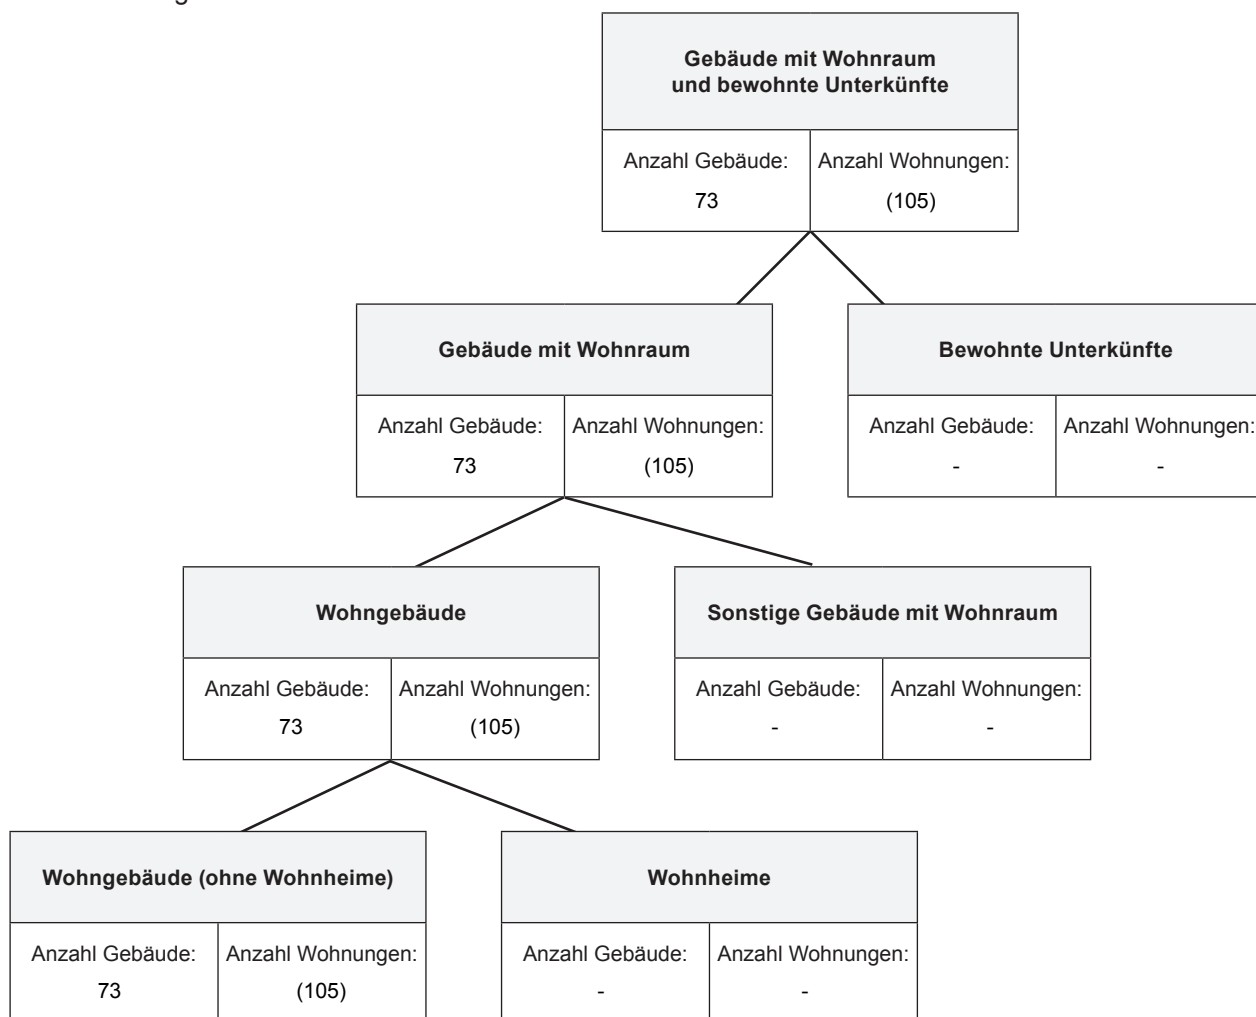 Gebäude mit Wohnraum
und bewohnte Unterkünfte
Anzahl Gebäude: Anzahl Wohnungen:
73 (105)
Gebäude mit Wohnraum
Anzahl Gebäude: Anzahl Wohnungen:
73 (105)
Bewohnte Unterkünfte
Anzahl Gebäude: Anzahl Wohnungen:
- -
Wohngebäude
Anzahl Gebäude: Anzahl Wohnungen:
73 (105)
Sonstige Gebäude mit Wohnraum
Anzahl Gebäude: Anzahl Wohnungen:
- -
Wohngebäude (ohne Wohnheime)
Anzahl Gebäude: Anzahl Wohnungen:
73 (105)
Wohnheime
Anzahl Gebäude: Anzahl Wohnungen:
- -